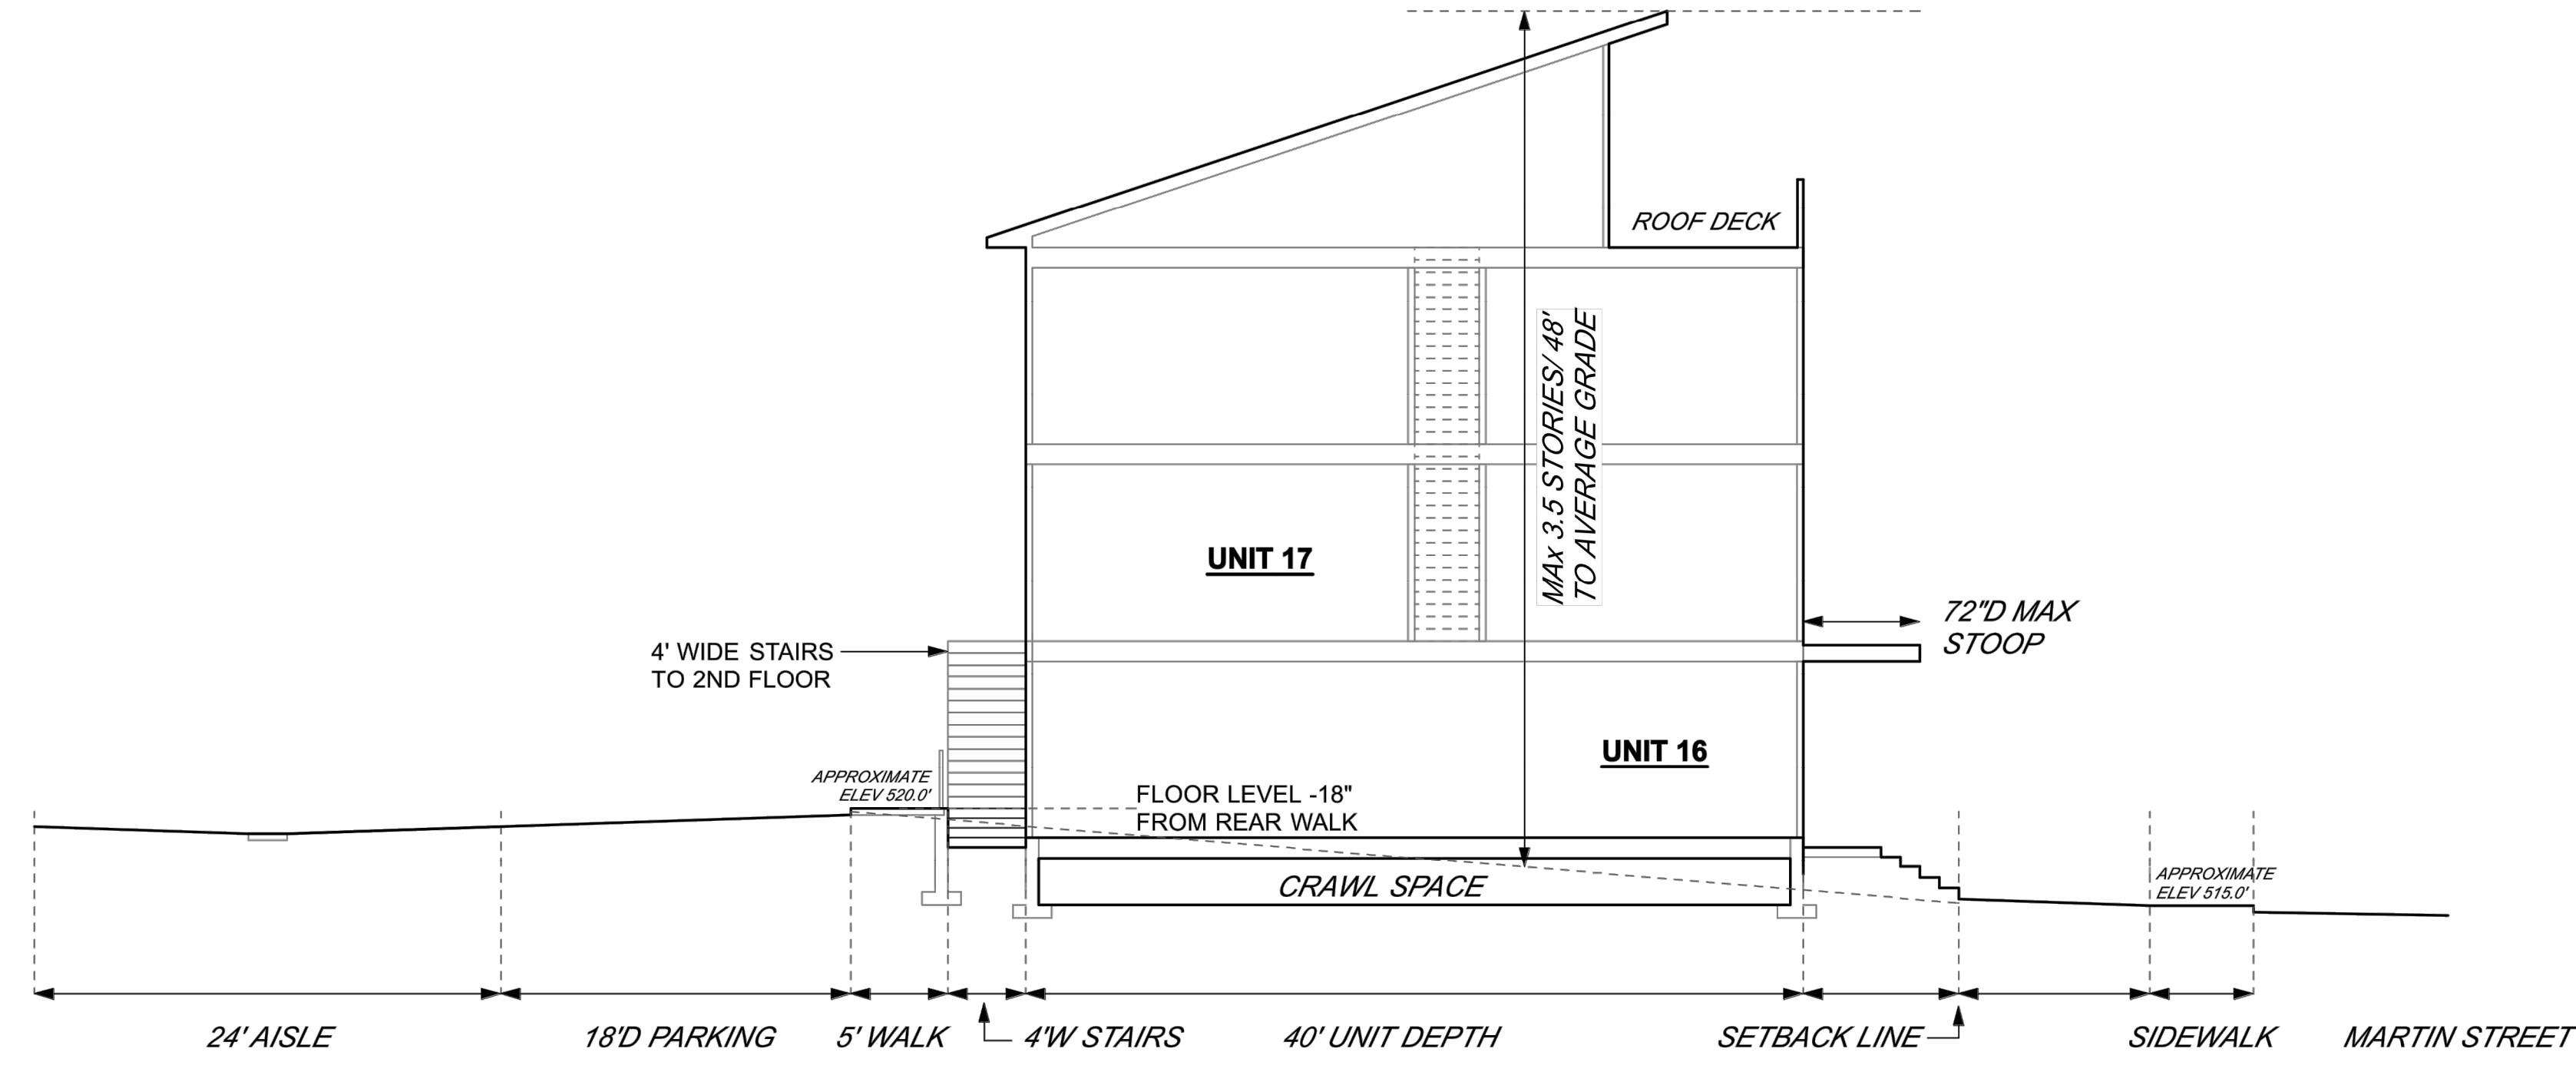 ROOF DECK
MAx 3.5 STORIES/ 48'
TO AVERAGE GRADE
UNIT 17
72"D MAX
STOOP
4' WIDE STAIRS
TO 2ND FLOOR
UNIT 16
APPROXIMATE
ELEV 520.0'
FLOOR LEVEL -18"
FROM REAR WALK
CRAWL SPACE
APPROXIMATE
ELEV 515.0'
24' AISLE
18'D PARKING
5' WALK
4'W STAIRS
40' UNIT DEPTH
SETBACK LINE
SIDEWALK
MARTIN STREET